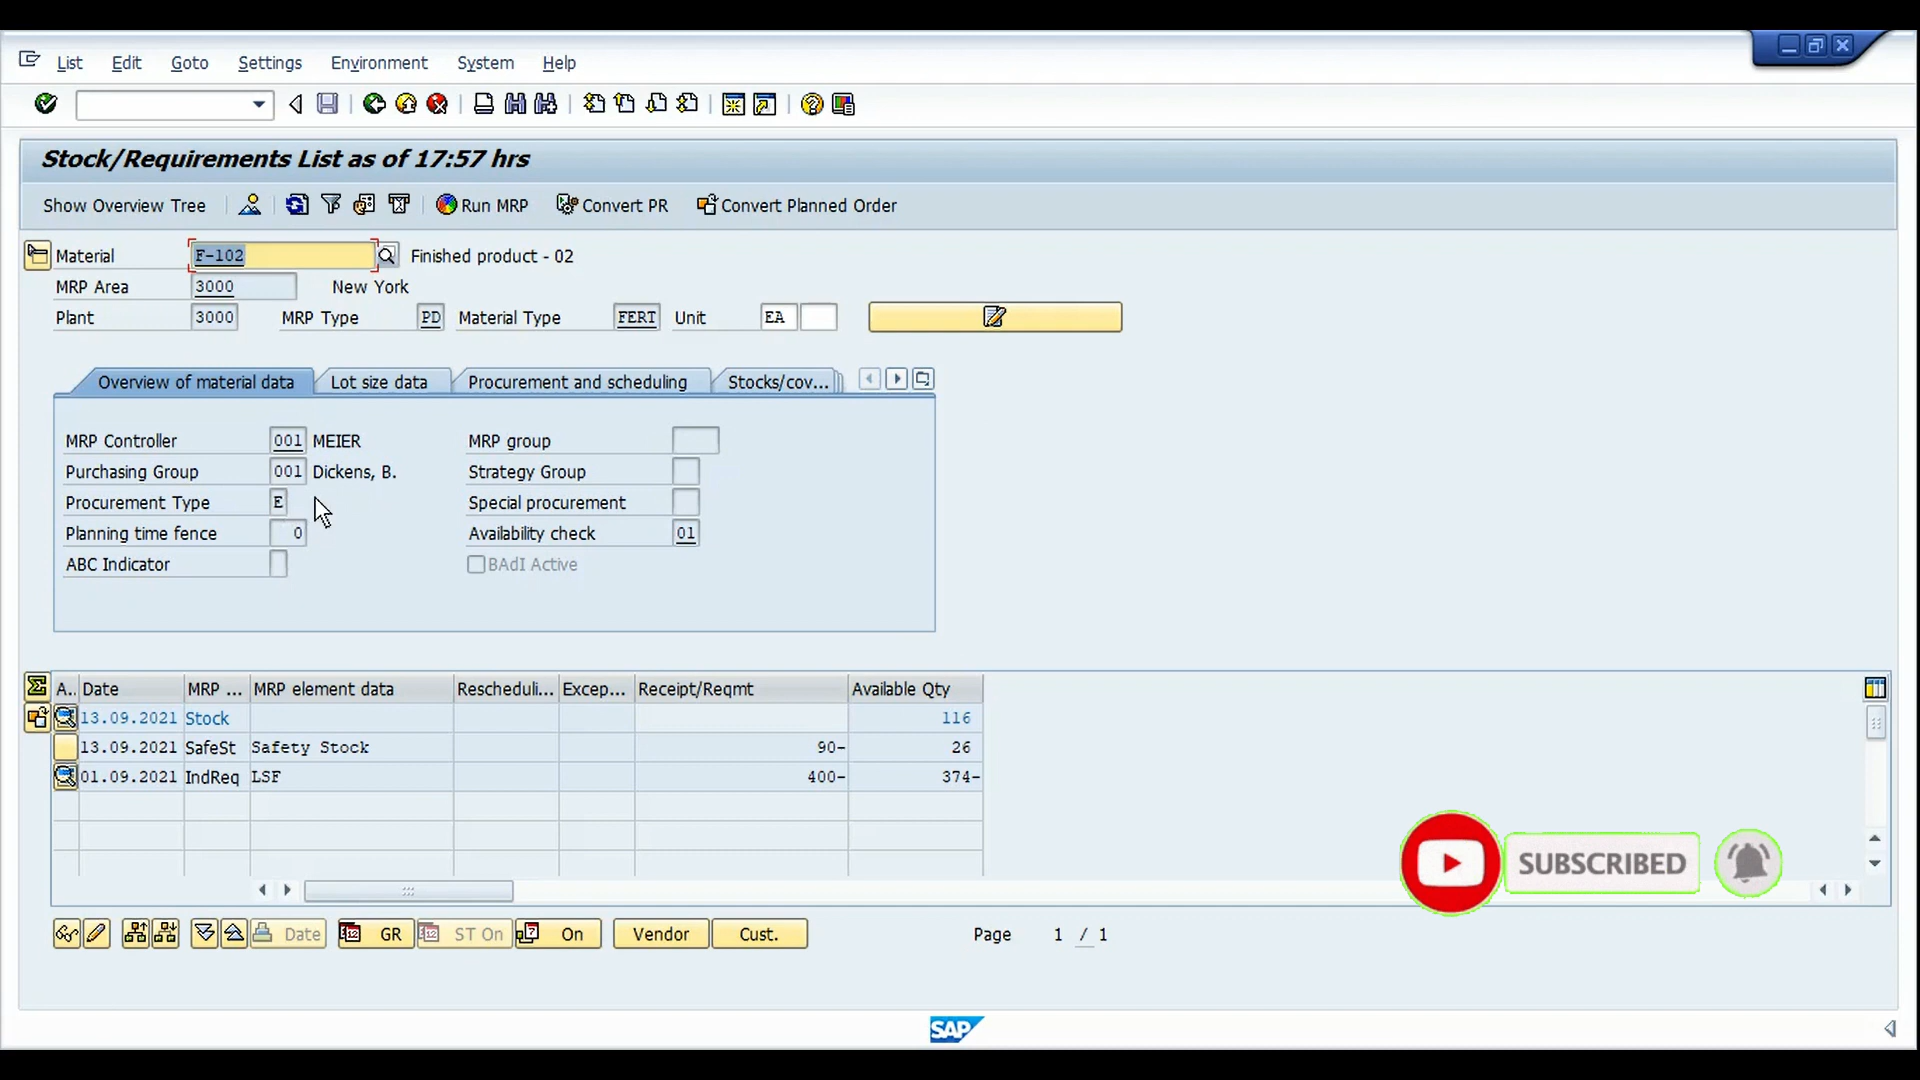 List Edit Goto Settings Environment System Help
Stock/Requirements List as of 17:57 hrs
Show Overview Tree Run MRP Convert PR Convert Planned Order
Material F-102 Finished product - 02
MRP Area 3000 New York
Plant 3000 MRP Type PD Material Type FERT Unit EA
Overview of material data Lot size data Procurement and scheduling Stocks/cov...
MRP Controller 001 MEIER MRP group
Purchasing Group 001 Dickens, B. Strategy Group
Procurement Type E Special procurement
Planning time fence 0 Availability check 01
ABC Indicator BAdI Active
A.. Date MRP ... MRP element data Rescheduli... Excep... Receipt/Reqmt Available Qty
13.09.2021 Stock 116
13.09.2021 SafeSt Safety Stock 90- 26
01.09.2021 IndReq LSF 400- 374-
SUBSCRIBED
Date GR ST On On Vendor Cust. Page 1 / 1
SAP